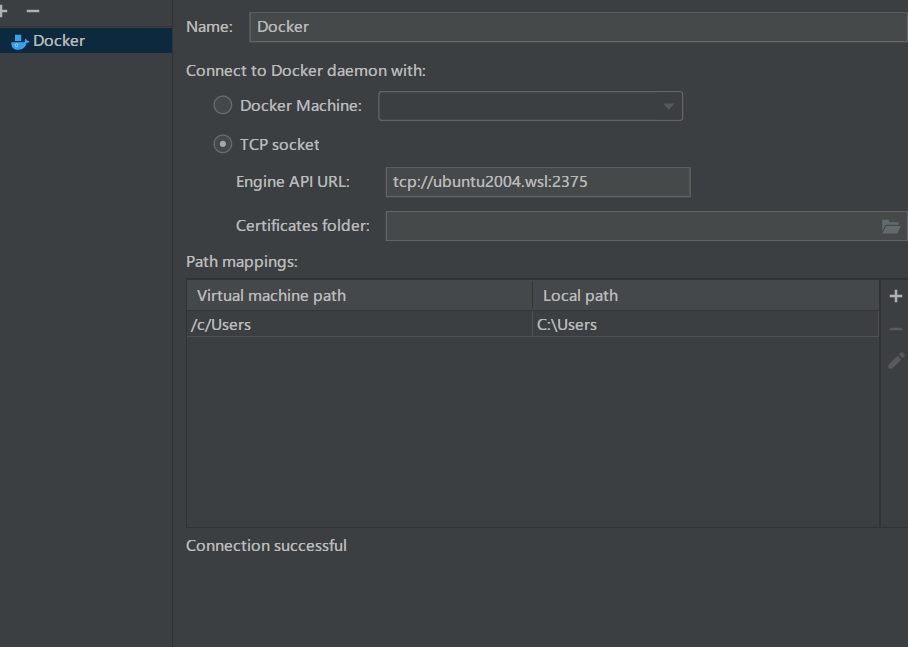 Docker
Name: Docker
Connect to Docker daemon with:
Docker Machine:
TCP socket
Engine API URL: tcp://ubuntu2004.wsl:2375
Certificates folder:
Path mappings:
Virtual machine path Local path
/c/Users C:\Users
Connection successful